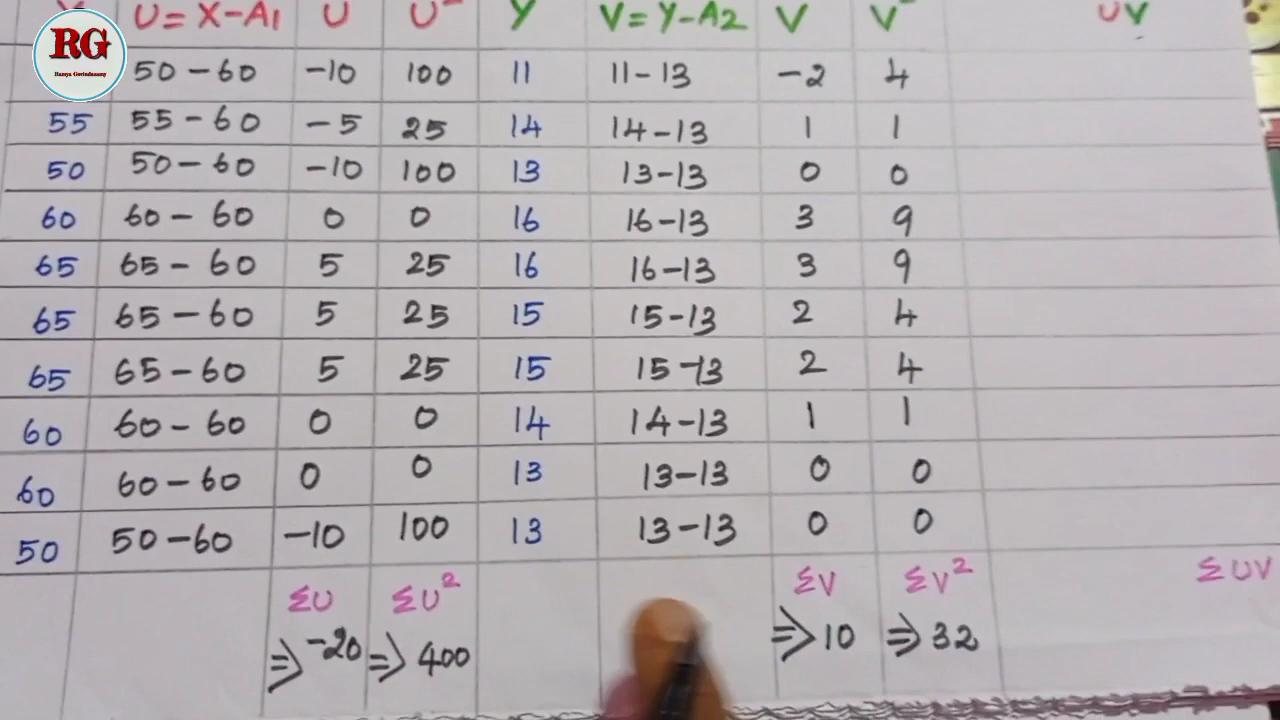 RG
Ramya Govindasamy
U = X-A1 U U² Y V=Y-A2 V V² UV
50-60 -10 100 11 11-13 -2 4
55 55-60 -5 25 14 14-13 1 1
50 50-60 -10 100 13 13-13 0 0
60 60-60 0 0 16 16-13 3 9
65 65-60 5 25 16 16-13 3 9
65 65-60 5 25 15 15-13 2 4
65 65-60 5 25 15 15-13 2 4
60 60-60 0 0 14 14-13 1 1
60 60-60 0 0 13 13-13 0 0
50 50-60 -10 100 13 13-13 0 0
ΣU ΣU² ΣV ΣV² ΣUV
⇒ -20 ⇒ 400 ⇒ 10 ⇒ 32